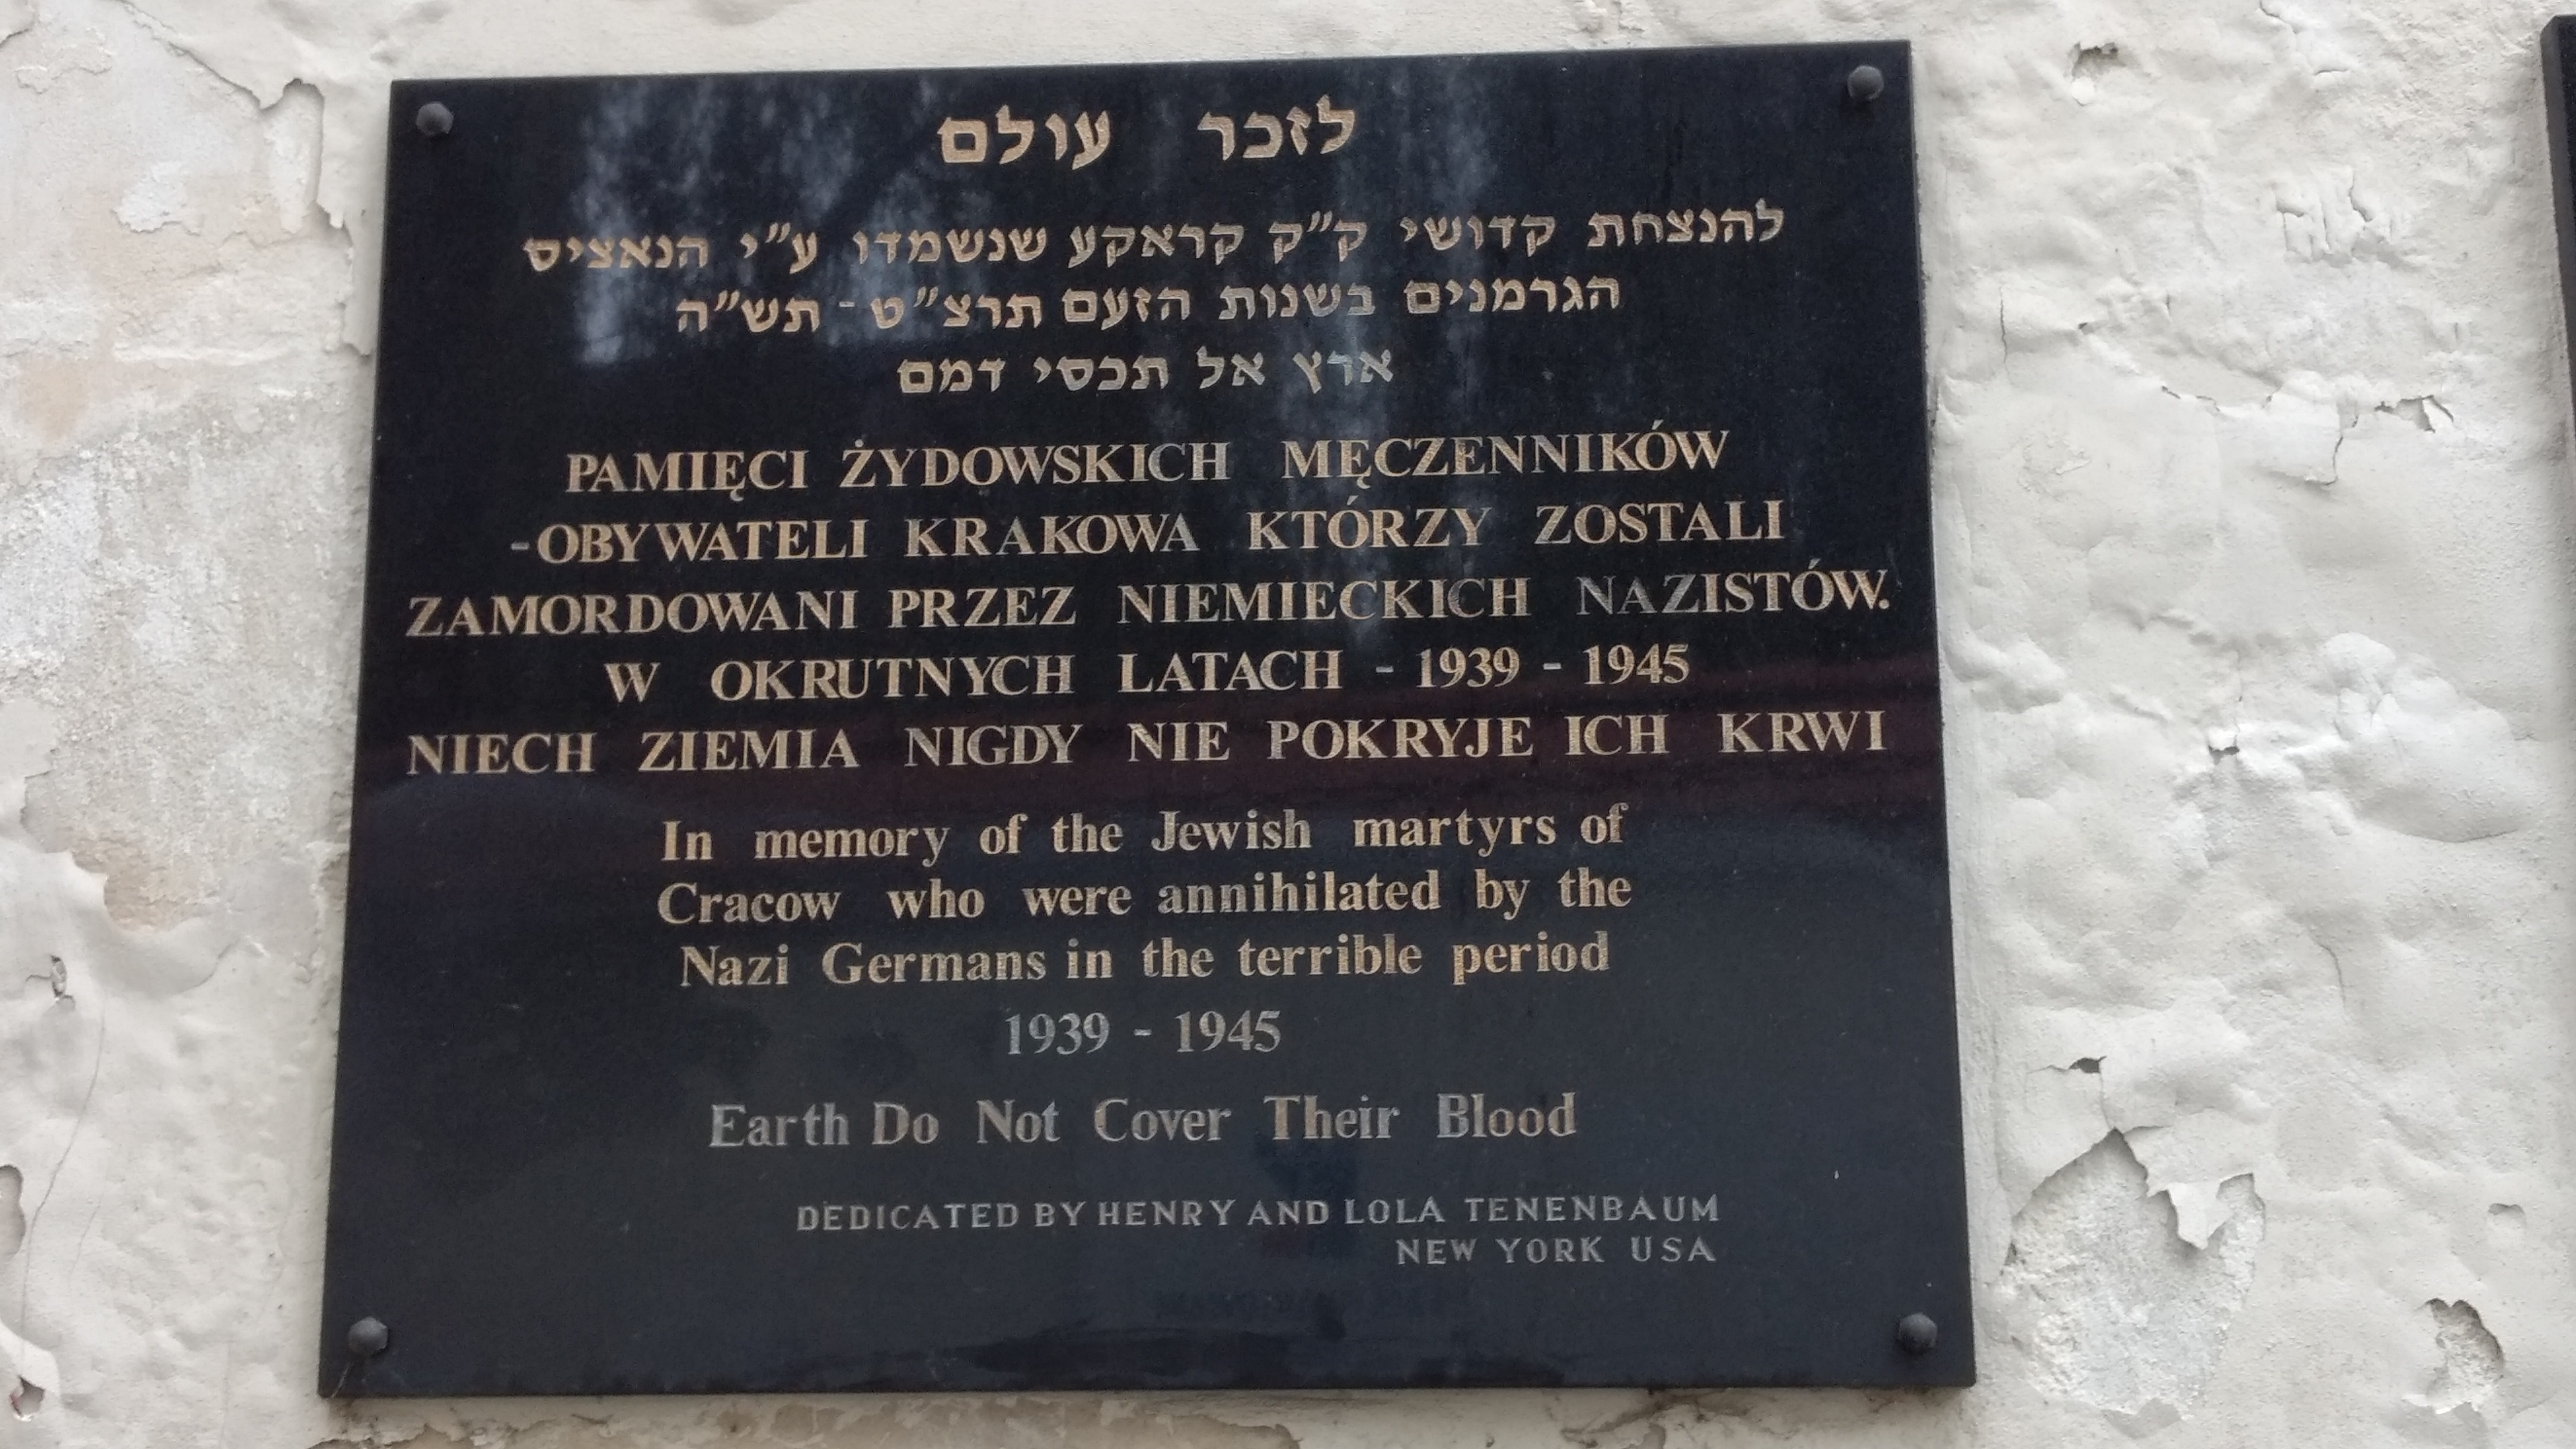 לזכר עולם
להנצחת קדושי ק"ק קראקע שנשמדו ע"י הנאציס
הגרמנים בשנות הזעם תרצ"ט - תש"ה
ארץ אל תכסי דמם
PAMIĘCI ŻYDOWSKICH MĘCZENNIKÓW
-OBYWATELI KRAKOWA KTÓRZY ZOSTALI
ZAMORDOWANI PRZEZ NIEMIECKICH NAZISTÓW.
W OKRUTNYCH LATACH - 1939 - 1945
NIECH ZIEMIA NIGDY NIE POKRYJE ICH KRWI
In memory of the Jewish martyrs of
Cracow who were annihilated by the
Nazi Germans in the terrible period
1939 - 1945
Earth Do Not Cover Their Blood
DEDICATED BY HENRY AND LOLA TENENBAUM
NEW YORK USA